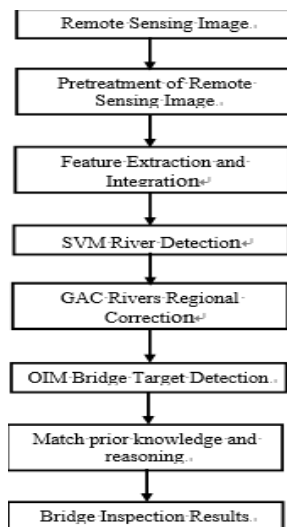 Remote Sensing Image.
Pretreatment of Remote
Sensing Image.
Feature Extraction and
Integration↵
SVM River Detection↵
GAC Rivers Regional
Correction↵
OIM Bridge Target Detection.
Match prior knowledge and
reasoning.
Bridge Inspection Results.